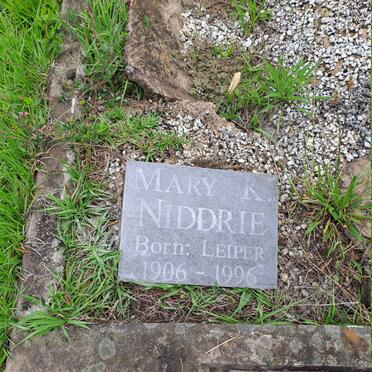 MARY K.
NIDDRIE
BORN: LEIPER
1906 - 1996